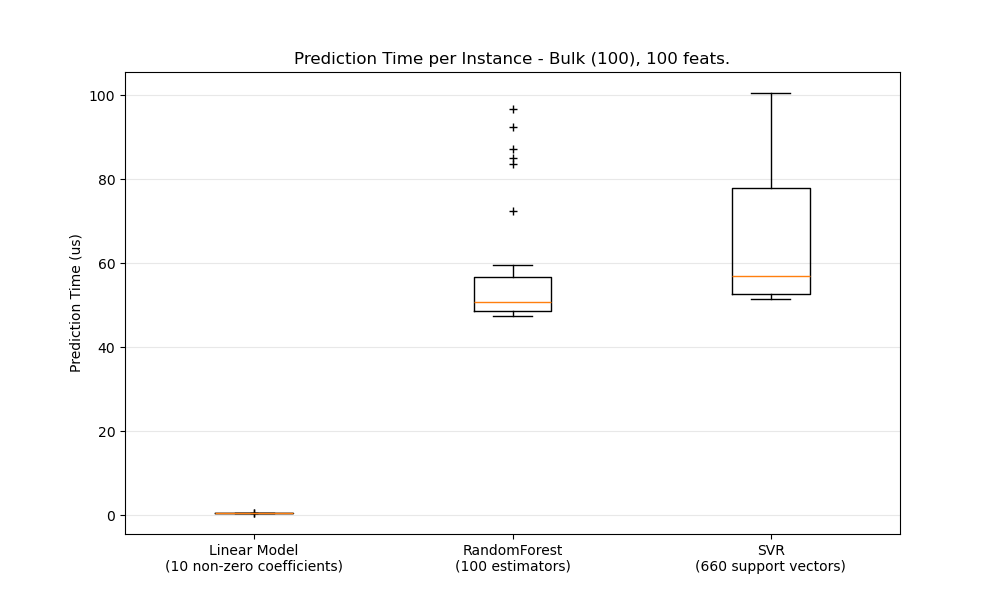 Prediction Time per Instance - Bulk (100), 100 feats.
Prediction Time (us)
100
80
60
40
20
0
Linear Model
(10 non-zero coefficients)
RandomForest
(100 estimators)
SVR
(660 support vectors)